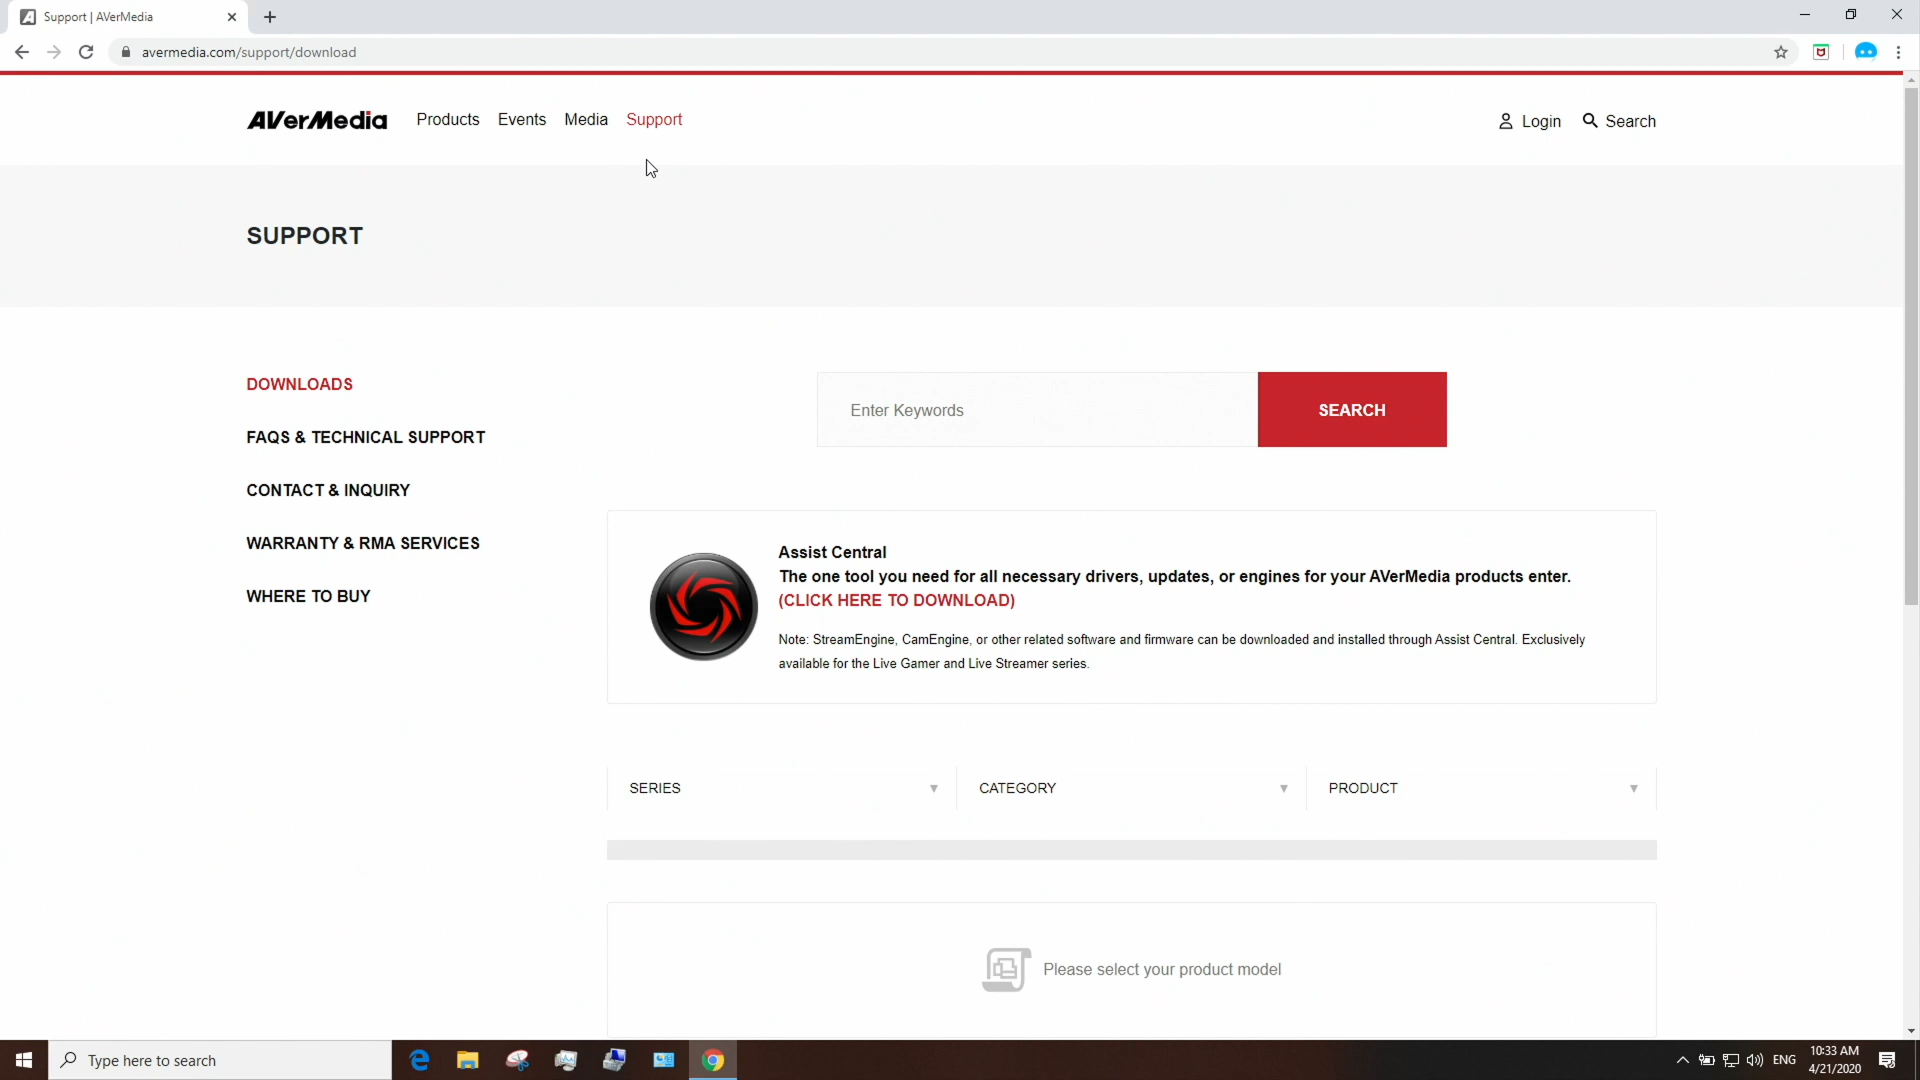 Support | AVerMedia
avermedia.com/support/download
AVerMedia
Products
Events
Media
Support
Login
Search
SUPPORT
DOWNLOADS
FAQS & TECHNICAL SUPPORT
CONTACT & INQUIRY
WARRANTY & RMA SERVICES
WHERE TO BUY
Enter Keywords
SEARCH
Assist Central
The one tool you need for all necessary drivers, updates, or engines for your AVerMedia products enter.
(CLICK HERE TO DOWNLOAD)
Note: StreamEngine, CamEngine, or other related software and firmware can be downloaded and installed through Assist Central. Exclusively
available for the Live Gamer and Live Streamer series.
SERIES
CATEGORY
PRODUCT
Please select your product model
Type here to search
ENG
10:33 AM
4/21/2020